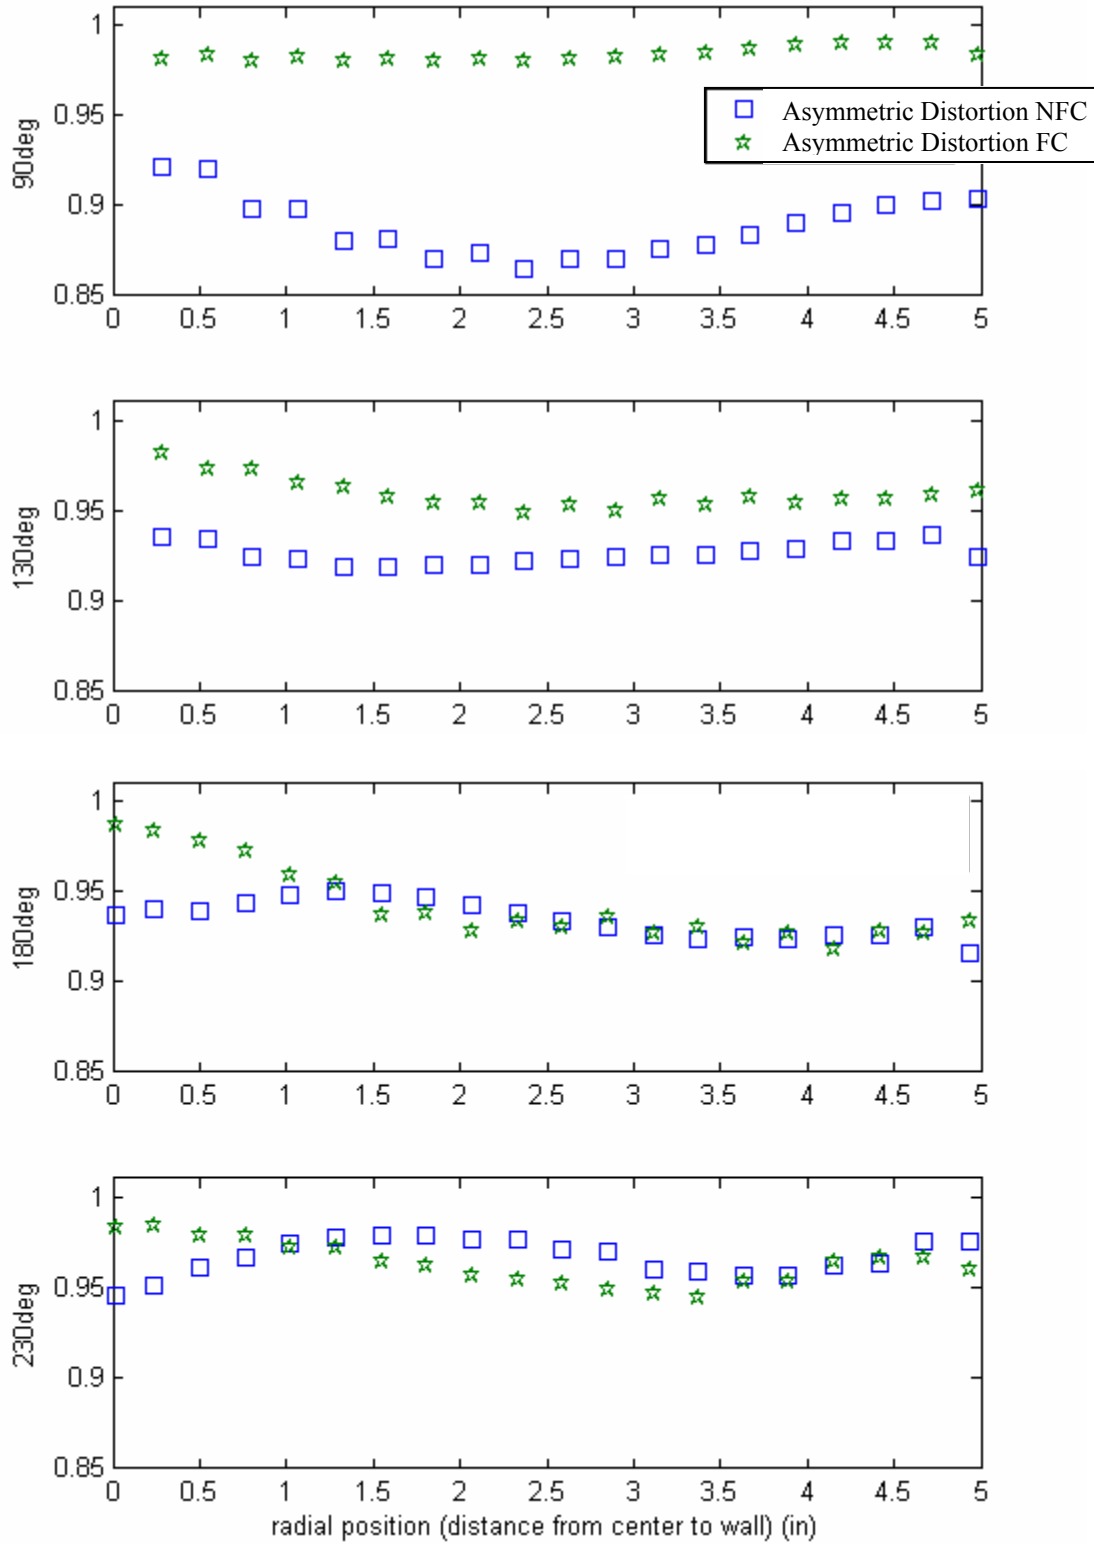 1
0.95
0.9
0.85
90deg
0 0.5 1 1.5 2 2.5 3 3.5 4 4.5 5
Asymmetric Distortion NFC
Asymmetric Distortion FC
1
0.95
0.9
0.85
130deg
0 0.5 1 1.5 2 2.5 3 3.5 4 4.5 5
1
0.95
0.9
0.85
180deg
0 0.5 1 1.5 2 2.5 3 3.5 4 4.5 5
1
0.95
0.9
0.85
230deg
0 0.5 1 1.5 2 2.5 3 3.5 4 4.5 5
radial position (distance from center to wall) (in)